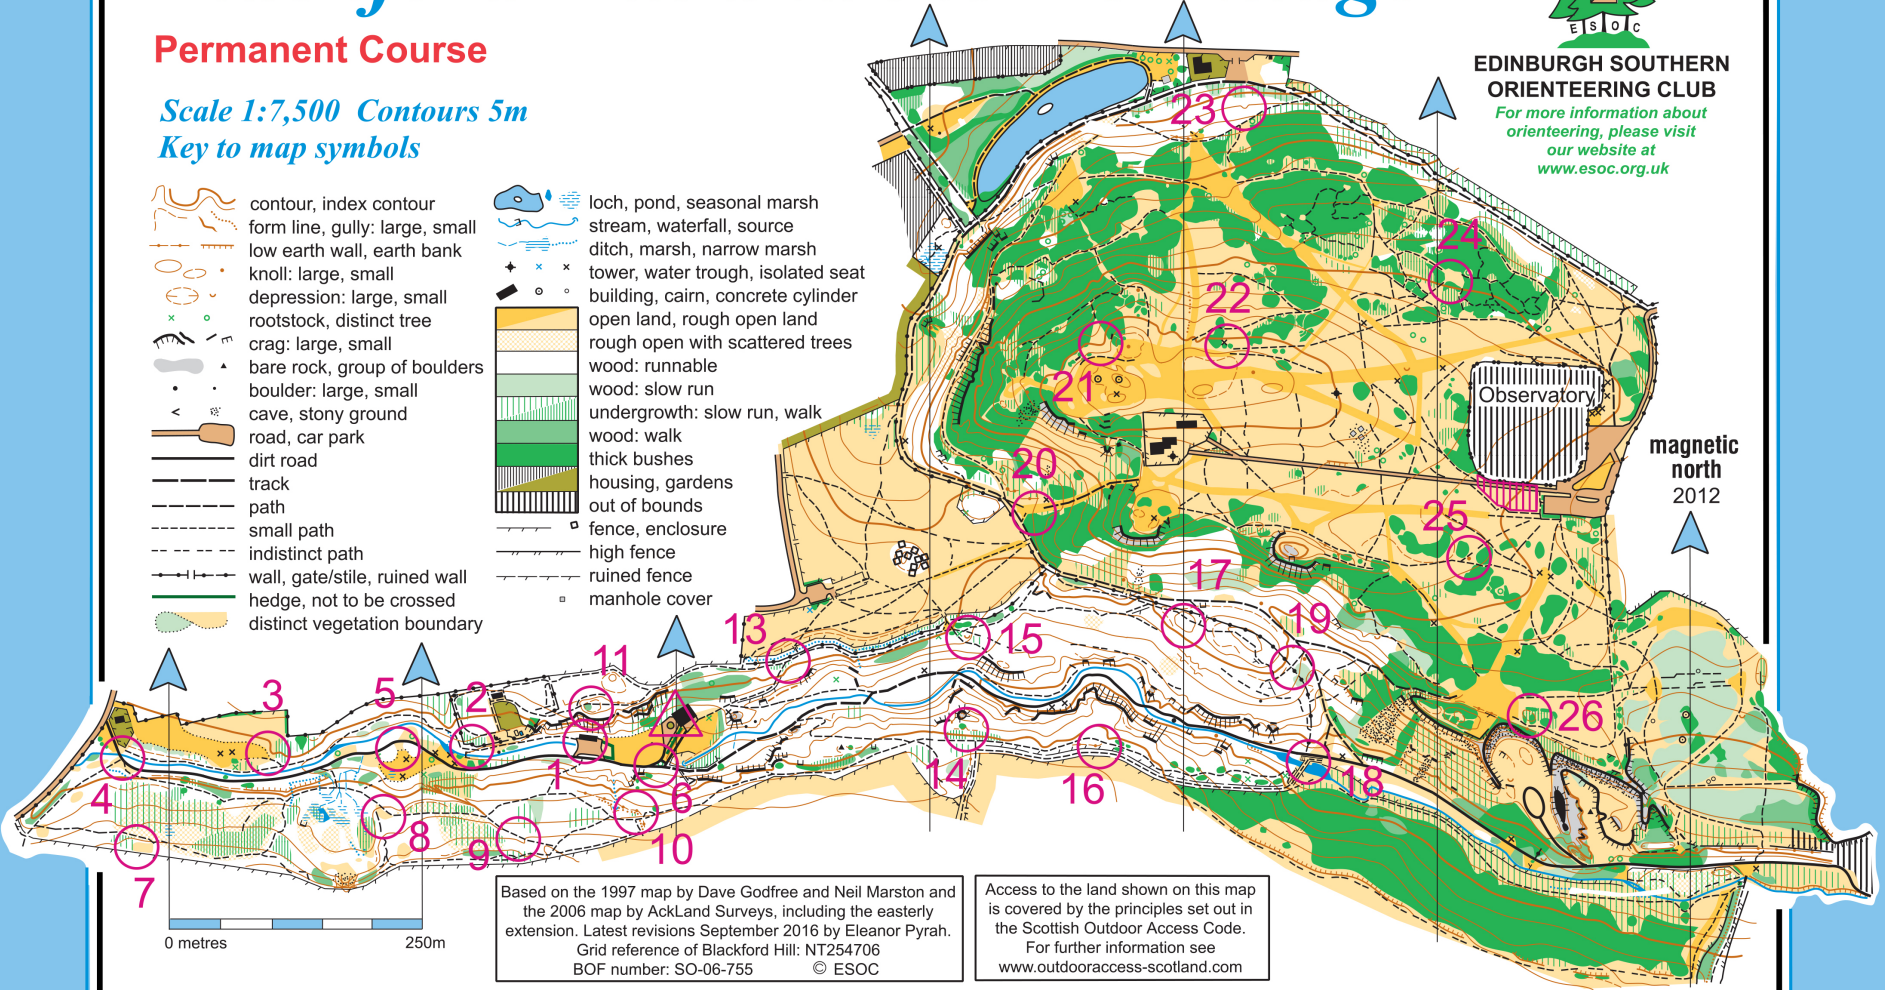 Permanent Course
Scale 1:7,500 Contours 5m
Key to map symbols
contour, index contour
form line, gully: large, small
low earth wall, earth bank
knoll: large, small
depression: large, small
rootstock, distinct tree
crag: large, small
bare rock, group of boulders
boulder: large, small
cave, stony ground
road, car park
dirt road
track
path
small path
indistinct path
wall, gate/stile, ruined wall
hedge, not to be crossed
distinct vegetation boundary
loch, pond, seasonal marsh
stream, waterfall, source
ditch, marsh, narrow marsh
tower, water trough, isolated seat
building, cairn, concrete cylinder
open land, rough open land
rough open with scattered trees
wood: runnable
wood: slow run
undergrowth: slow run, walk
wood: walk
thick bushes
housing, gardens
out of bounds
fence, enclosure
high fence
ruined fence
manhole cover
ESOC
EDINBURGH SOUTHERN
ORIENTEERING CLUB
For more information about
orienteering, please visit
our website at
www.esoc.org.uk
23
24
22
21
Observatory
magnetic
north
2012
20
25
17
19
13
15
11
3
5
2
26
1
14
16
18
4
6
8
9
10
7
0 metres
250m
Based on the 1997 map by Dave Godfree and Neil Marston and
the 2006 map by AckLand Surveys, including the easterly
extension. Latest revisions September 2016 by Eleanor Pyrah.
Grid reference of Blackford Hill: NT254706
BOF number: SO-06-755 © ESOC
Access to the land shown on this map
is covered by the principles set out in
the Scottish Outdoor Access Code.
For further information see
www.outdooraccess-scotland.com